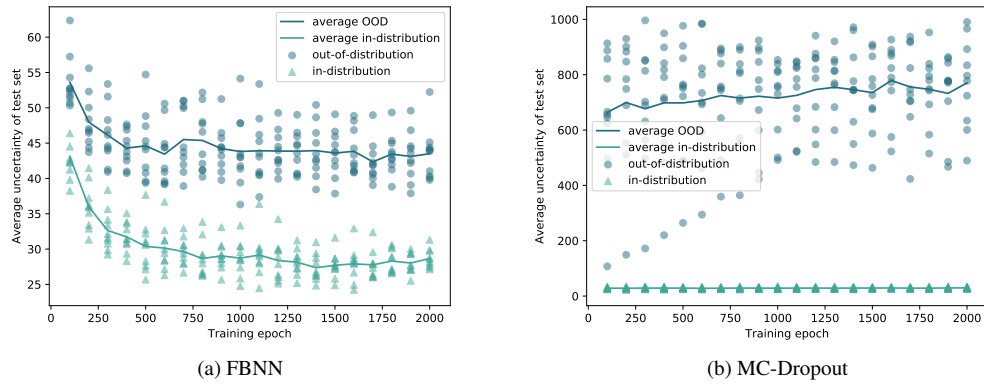 average OOD
average in-distribution
out-of-distribution
in-distribution
Average uncertainty of test set
60
55
50
45
40
35
30
25
0
250
500
750
1000
1250
1500
1750
2000
Training epoch
(a) FBNN
average OOD
average in-distribution
out-of-distribution
in-distribution
Average uncertainty of test set
1000
800
600
400
200
0
0
250
500
750
1000
1250
1500
1750
2000
Training epoch
(b) MC-Dropout